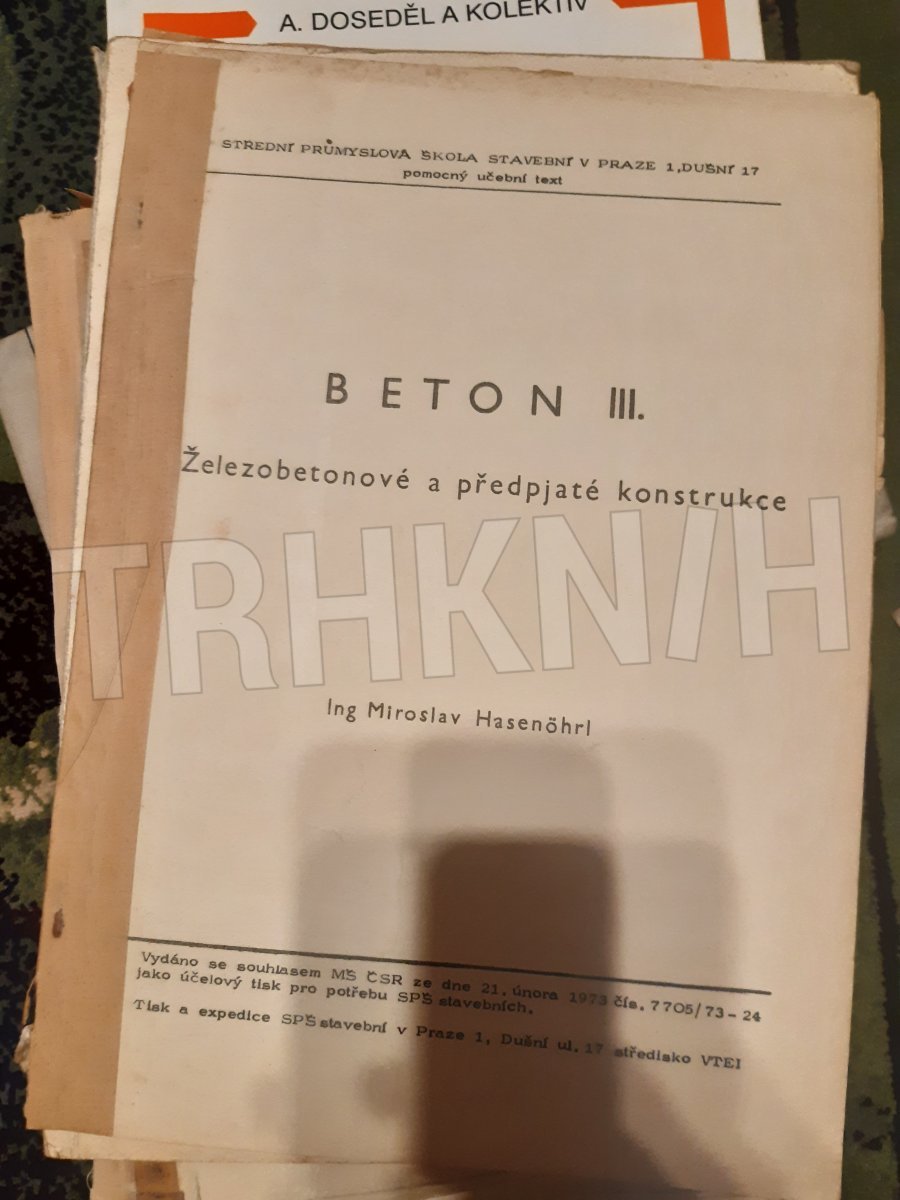 A. DOSEDĚL A KOLEKTIV
STŘEDNÍ PRŮMYSLOVÁ ŠKOLA STAVEBNÍ V PRAZE 1, DUŠNÍ 17
pomocný učební text
BETON III.
Železobetonové a předpjaté konstrukce
TRHKNIH
Ing Miroslav Hasenöhrl
Vydáno se souhlasem MŠ ČSR ze dne 21. února 1973 čís. 7705/73-24
jako účelový tisk pro potřebu SPŠ stavebních.
Tisk a expedice SPŠ stavební v Praze 1, Dušní ul. 17 středisko VTEI